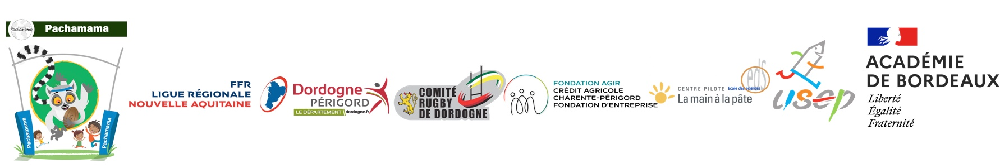 Pachamama
Pachamama
Pachamama
Pachamama
FFR
LIGUE RÉGIONALE
NOUVELLE AQUITAINE
Dordogne
PÉRIGORD
LE DÉPARTEMENT dordogne.fr
COMITÉ
RUGBY
DE DORDOGNE
FONDATION AGIR
CRÉDIT AGRICOLE
CHARENTE-PÉRIGORD
FONDATION D'ENTREPRISE
CENTRE PILOTE
La main à la pâte
eds
Ecole des Sciences
usep
ACADÉMIE
DE BORDEAUX
Liberté
Égalité
Fraternité